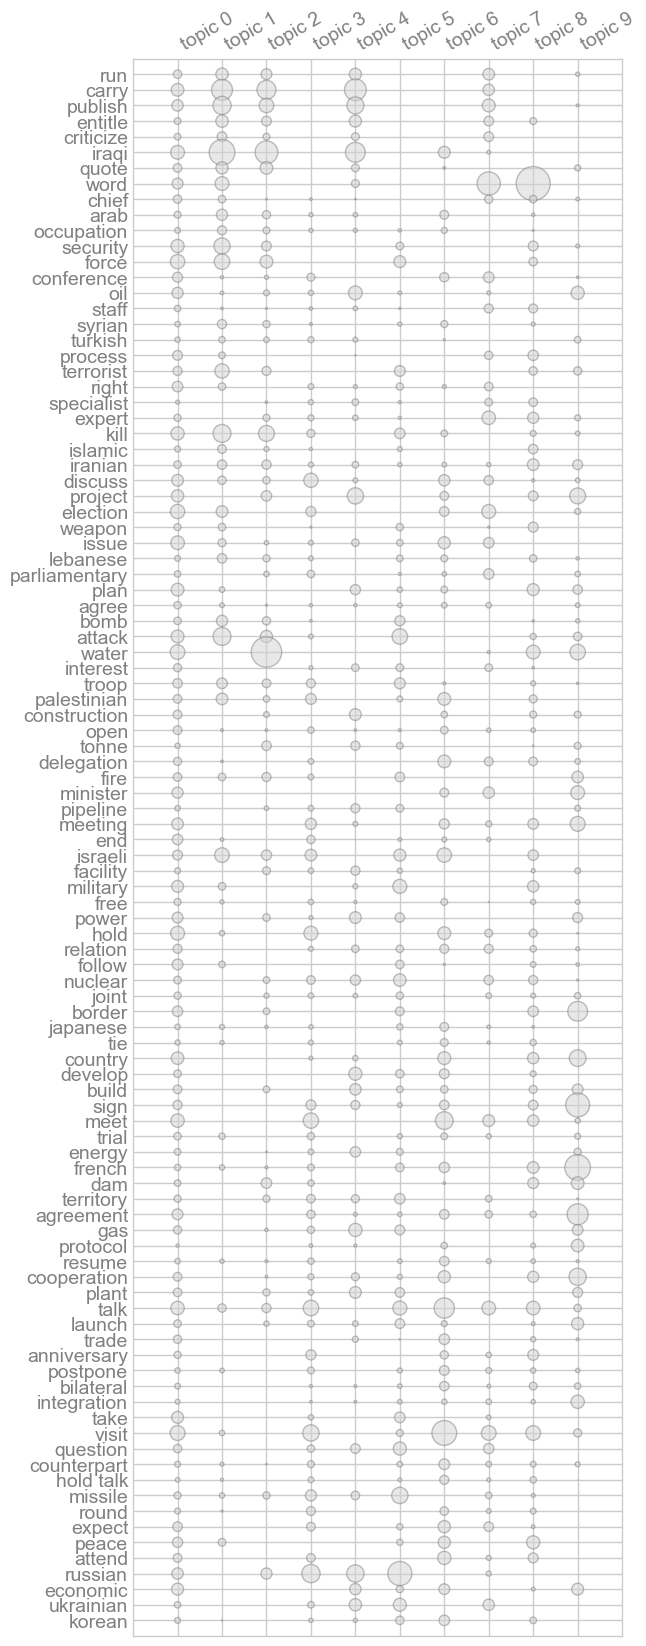 topic 0 topic 1 topic 2 topic 3 topic 4 topic 5 topic 6 topic 7 topic 8 topic 9
run
carry
publish
entitle
criticize
iraqi
quote
word
chief
arab
occupation
security
force
conference
oil
staff
syrian
turkish
process
terrorist
right
specialist
expert
kill
islamic
iranian
discuss
project
election
weapon
issue
lebanese
parliamentary
plan
agree
bomb
attack
water
interest
troop
palestinian
construction
open
tonne
delegation
fire
minister
pipeline
meeting
end
israeli
facility
military
free
power
hold
relation
follow
nuclear
joint
border
japanese
tie
country
develop
build
sign
meet
trial
energy
french
dam
territory
agreement
gas
protocol
resume
cooperation
plant
talk
launch
trade
anniversary
postpone
bilateral
integration
take
visit
question
counterpart
hold talk
missile
round
expect
peace
attend
russian
economic
ukrainian
korean